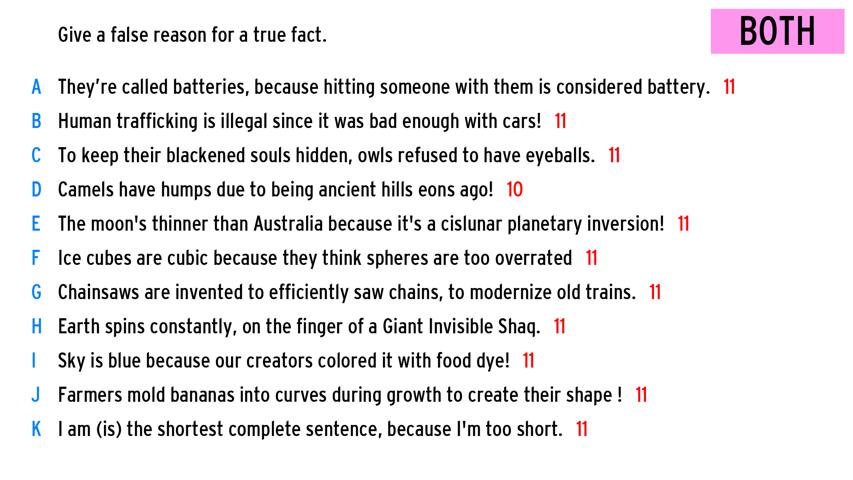 Give a false reason for a true fact.
BOTH
A They’re called batteries, because hitting someone with them is considered battery. 11
B Human trafficking is illegal since it was bad enough with cars! 11
C To keep their blackened souls hidden, owls refused to have eyeballs. 11
D Camels have humps due to being ancient hills eons ago! 10
E The moon's thinner than Australia because it's a cislunar planetary inversion! 11
F Ice cubes are cubic because they think spheres are too overrated 11
G Chainsaws are invented to efficiently saw chains, to modernize old trains. 11
H Earth spins constantly, on the finger of a Giant Invisible Shaq. 11
I Sky is blue because our creators colored it with food dye! 11
J Farmers mold bananas into curves during growth to create their shape ! 11
K I am (is) the shortest complete sentence, because I'm too short. 11